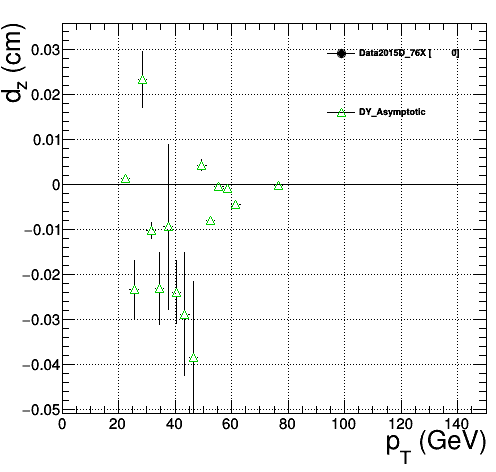 d_z (cm)
0.03
0.02
0.01
0
−0.01
−0.02
−0.03
−0.04
−0.05
Data2015D_76X [ 0]
DY_Asymptotic
0 20 40 60 80 100 120 140
p_T (GeV)